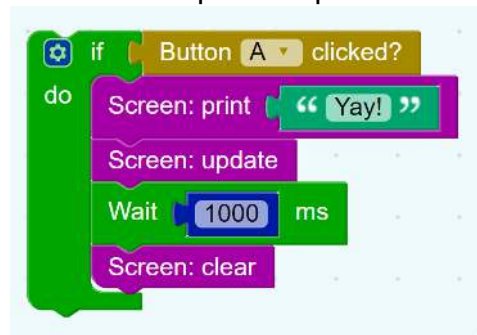 if Button A clicked?
do Screen: print “ Yay! ”
Screen: update
Wait 1000 ms
Screen: clear